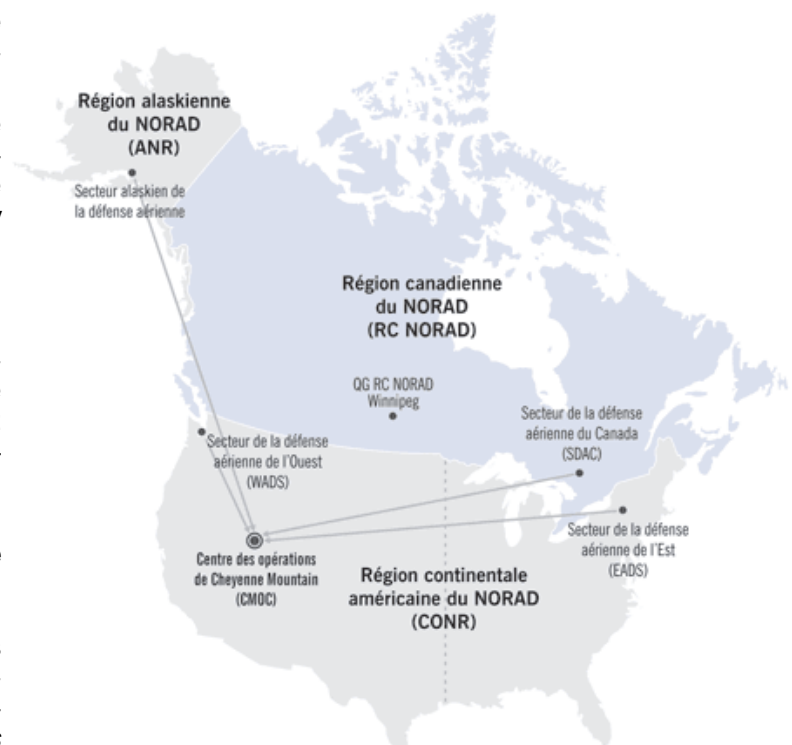 Région alaskienne
du NORAD
(ANR)
Secteur alaskien de
la défense aérienne
Région canadienne
du NORAD
(RC NORAD)
QG RC NORAD
Winnipeg
Secteur de la défense
aérienne du Canada
(SDAC)
Secteur de la défense
aérienne de l'Ouest
(WADS)
Secteur de la défense
aérienne de l'Est
(EADS)
Centre des opérations
de Cheyenne Mountain
(CMOC)
Région continentale
américaine du NORAD
(CONR)